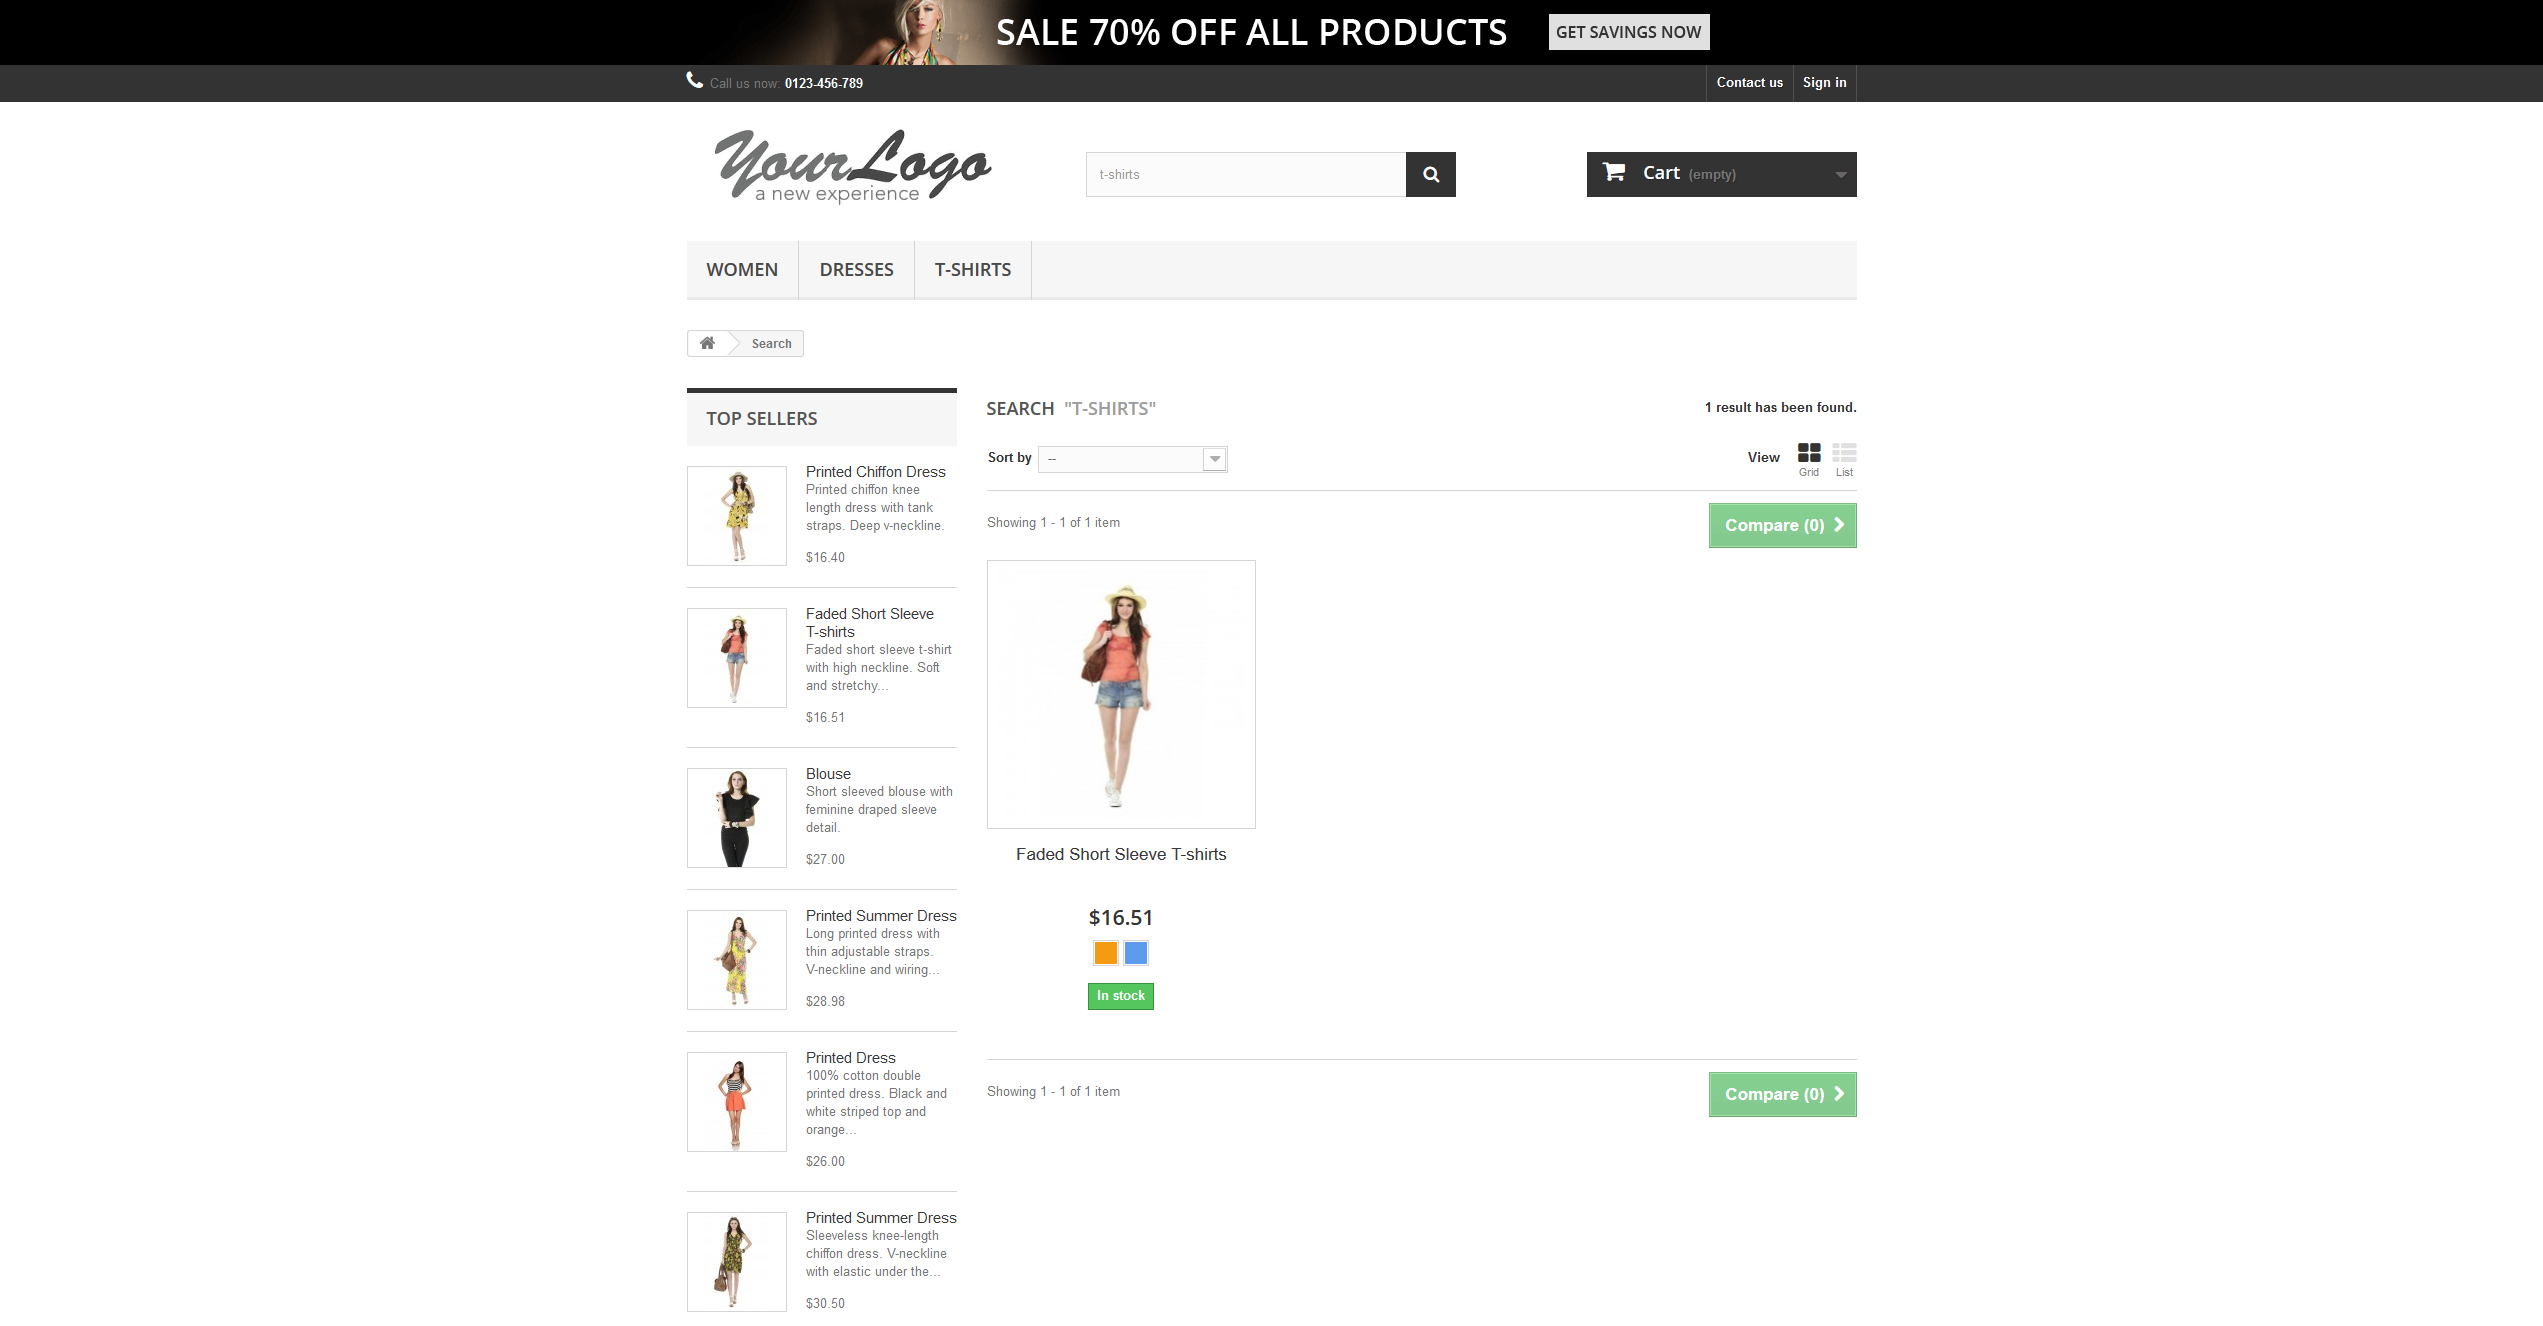 SALE 70% OFF ALL PRODUCTS
GET SAVINGS NOW
Call us now: 0123-456-789
Contact us
Sign in
YourLogo
a new experience
t-shirts
Cart (empty)
WOMEN
DRESSES
T-SHIRTS
Search
TOP SELLERS
Printed Chiffon Dress
Printed chiffon knee
length dress with tank
straps. Deep v-neckline.
$16.40
Faded Short Sleeve
T-shirts
Faded short sleeve t-shirt
with high neckline. Soft
and stretchy...
$16.51
Blouse
Short sleeved blouse with
feminine draped sleeve
detail.
$27.00
Printed Summer Dress
Long printed dress with
thin adjustable straps.
V-neckline and wiring...
$28.98
Printed Dress
100% cotton double
printed dress. Black and
white striped top and
orange...
$26.00
Printed Summer Dress
Sleeveless knee-length
chiffon dress. V-neckline
with elastic under the...
$30.50
SEARCH "T-SHIRTS"
1 result has been found.
Sort by --
View
Grid
List
Showing 1 - 1 of 1 item
Compare (0)
Faded Short Sleeve T-shirts
$16.51
In stock
Showing 1 - 1 of 1 item
Compare (0)